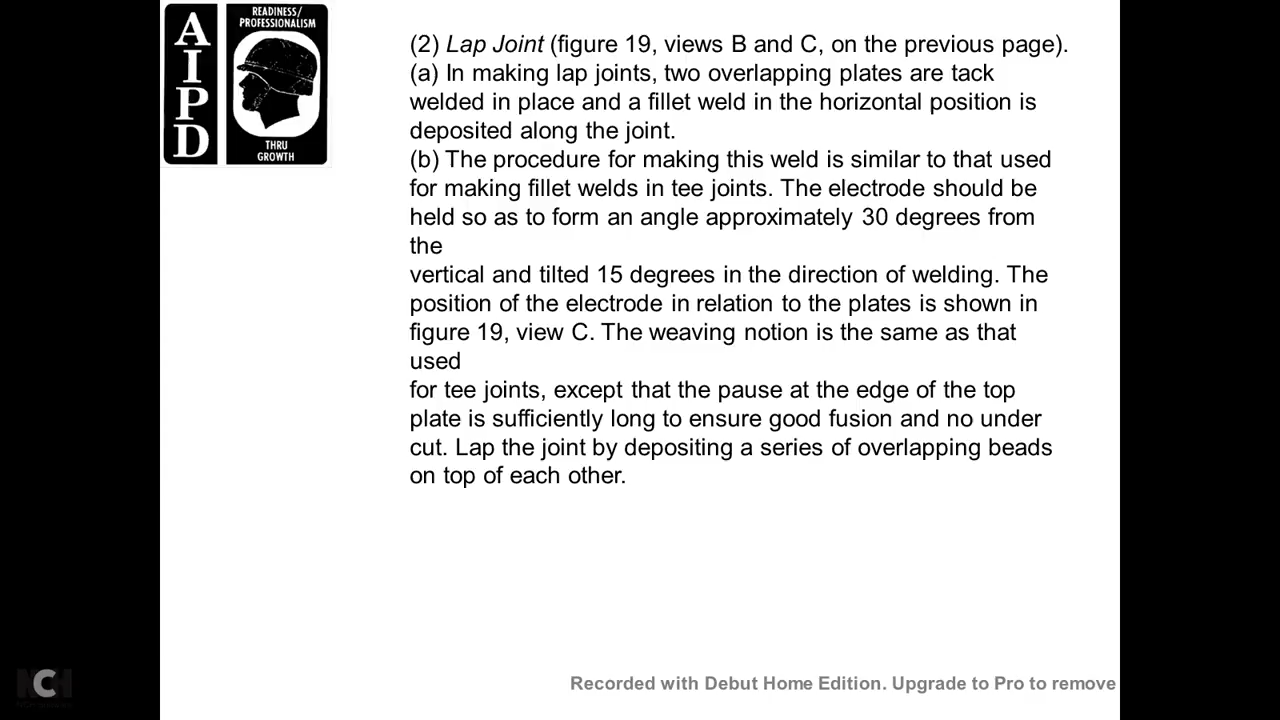 READINESS/
PROFESSIONALISM
A
I
P
D
THRU
GROWTH
(2) Lap Joint (figure 19, views B and C, on the previous page).
(a) In making lap joints, two overlapping plates are tack
welded in place and a fillet weld in the horizontal position is
deposited along the joint.
(b) The procedure for making this weld is similar to that used
for making fillet welds in tee joints. The electrode should be
held so as to form an angle approximately 30 degrees from
the
vertical and tilted 15 degrees in the direction of welding. The
position of the electrode in relation to the plates is shown in
figure 19, view C. The weaving notion is the same as that
used
for tee joints, except that the pause at the edge of the top
plate is sufficiently long to ensure good fusion and no under
cut. Lap the joint by depositing a series of overlapping beads
on top of each other.
NCH
Recorded with Debut Home Edition. Upgrade to Pro to remove